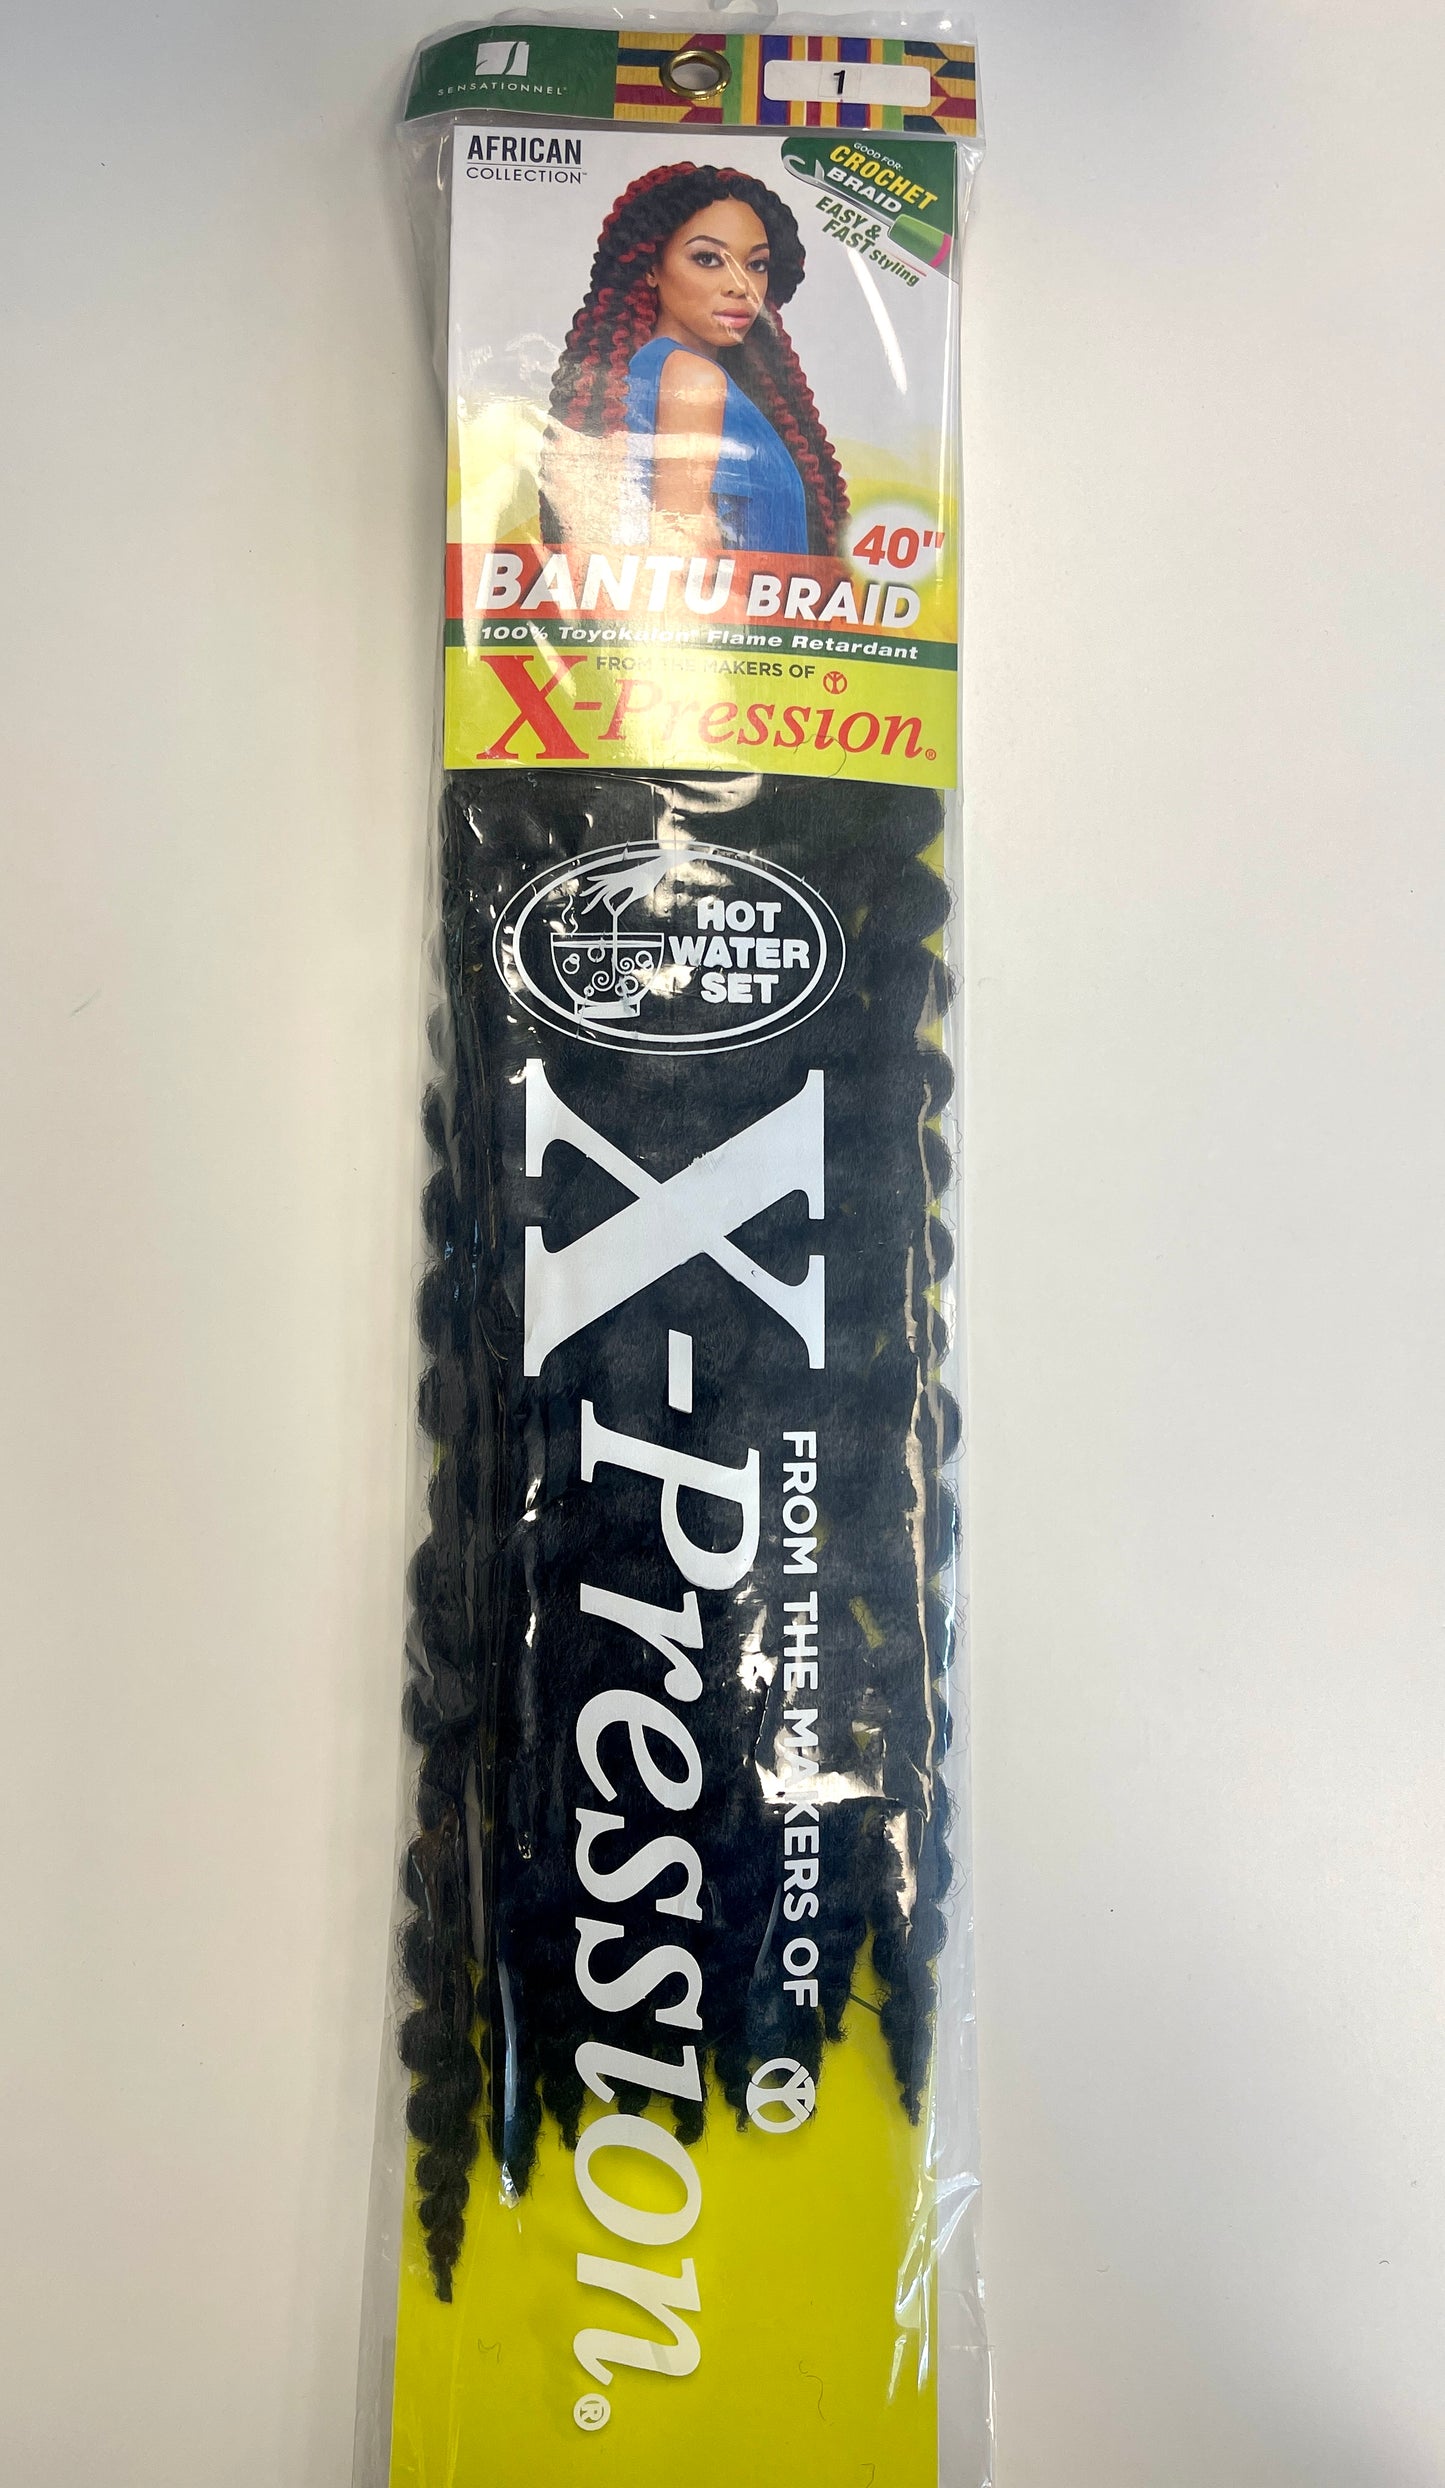 SENSATIONNEL®
1
AFRICAN
COLLECTION™
GOOD FOR:
CROCHET
BRAID
EASY &
FAST styling
40"
BANTU BRAID
100% Toyokalon® Flame Retardant
FROM THE MAKERS OF
X-Pression®
HOT
WATER
SET
FROM THE MAKERS OF
X-Pression®